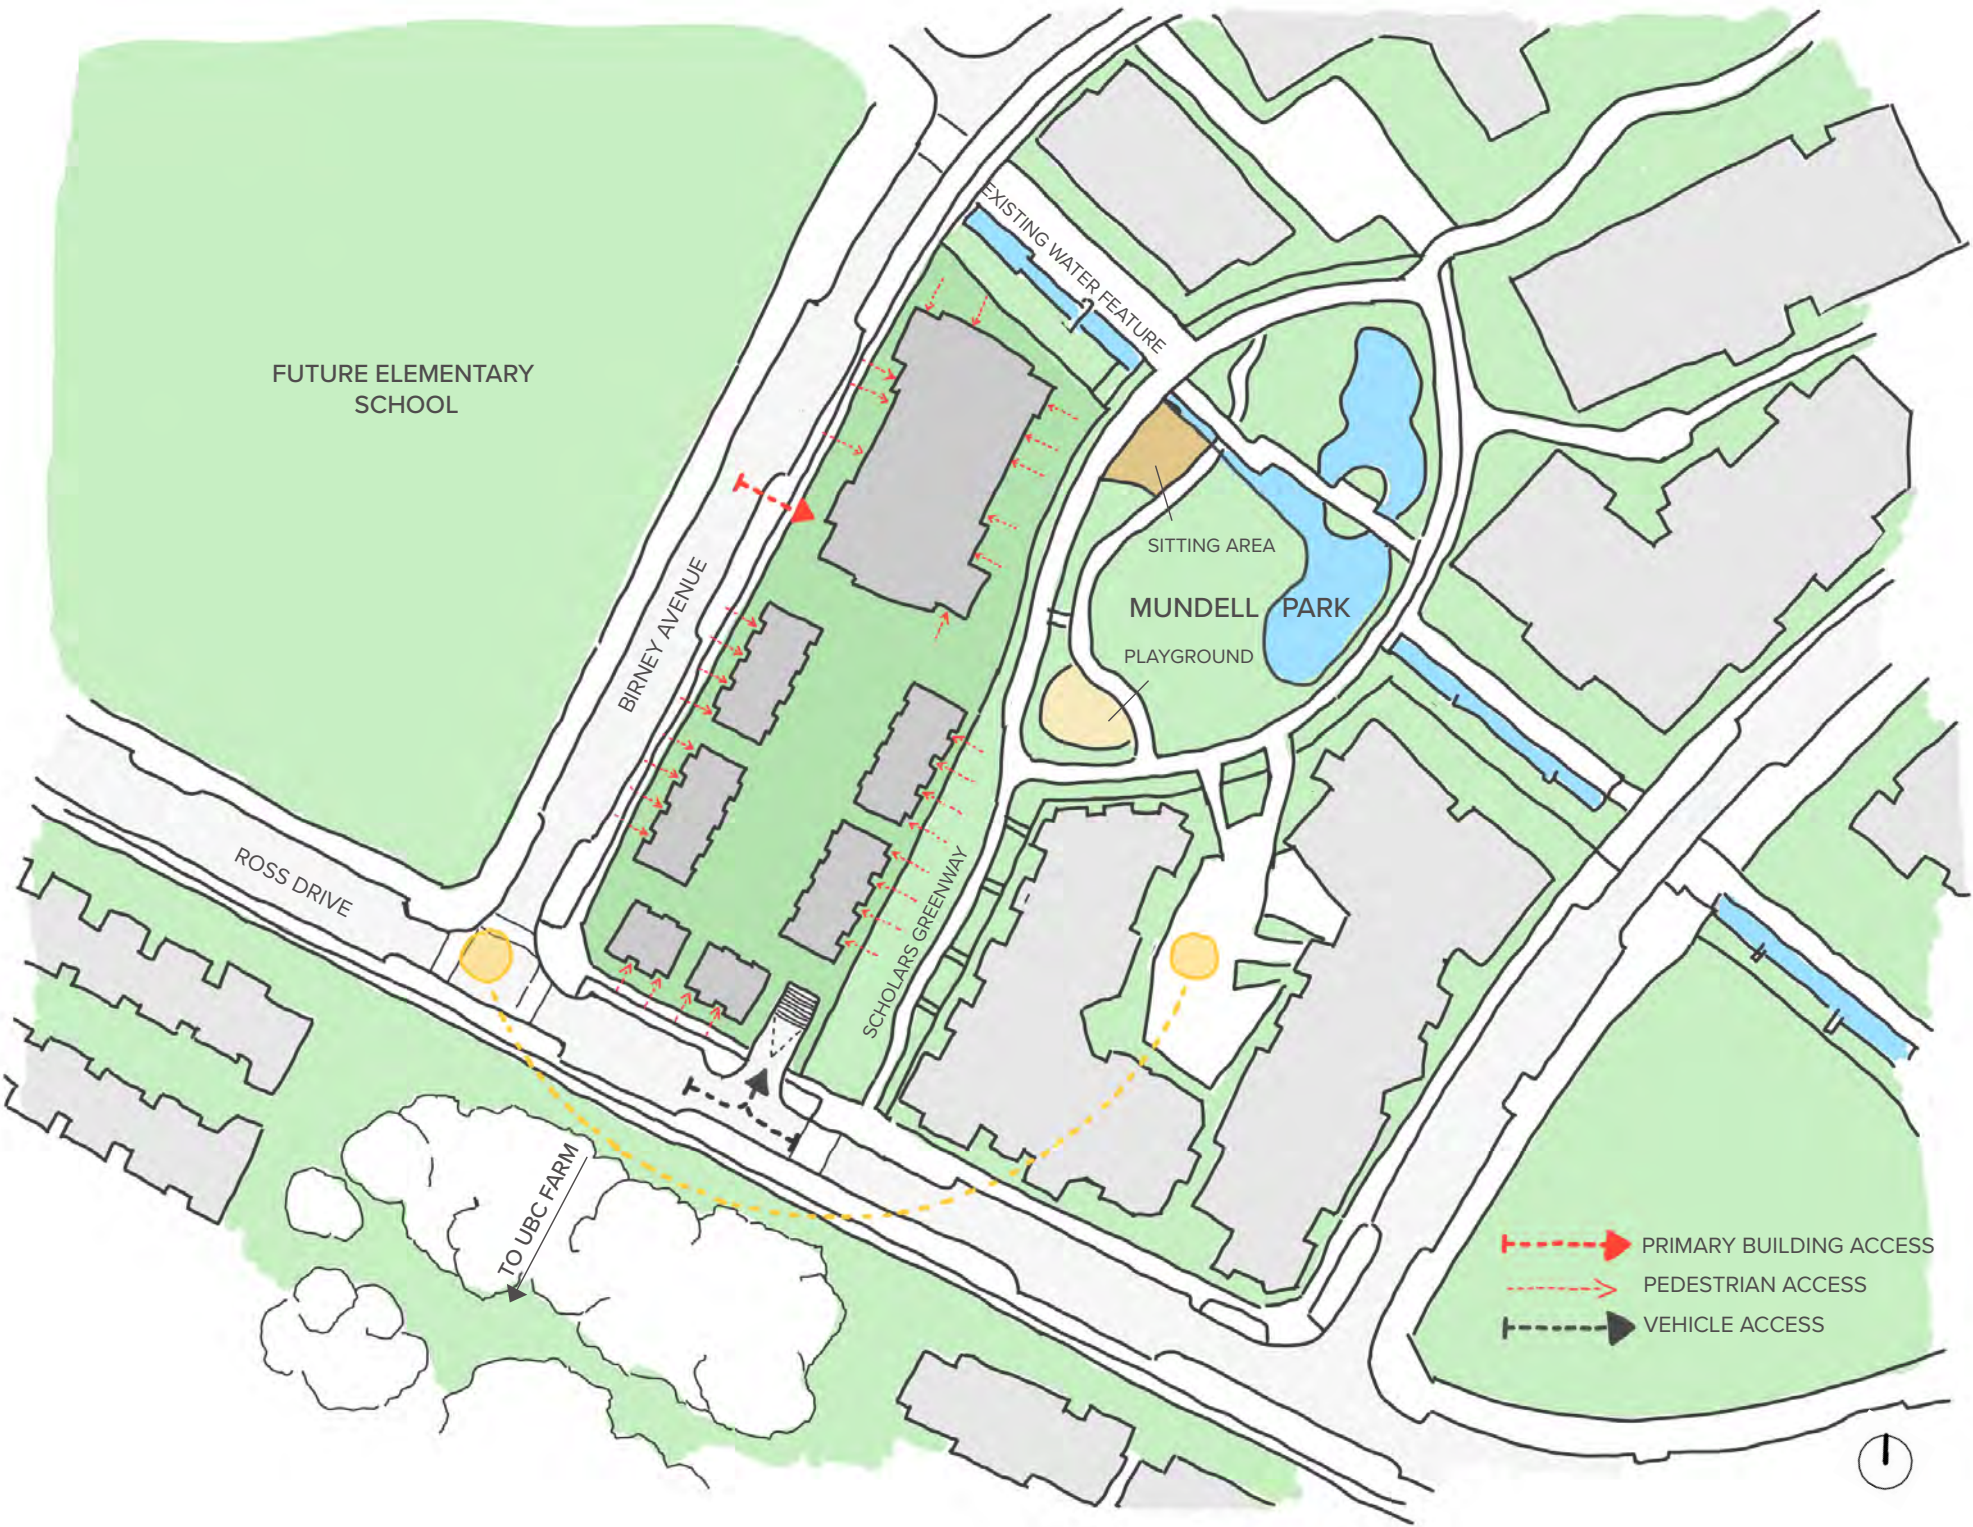 EXISTING WATER FEATURE
FUTURE ELEMENTARY
SCHOOL
SITTING AREA
MUNDELL PARK
BIRNEY AVENUE
PLAYGROUND
ROSS DRIVE
SCHOLARS GREENWAY
TO UBC FARM
PRIMARY BUILDING ACCESS
PEDESTRIAN ACCESS
VEHICLE ACCESS